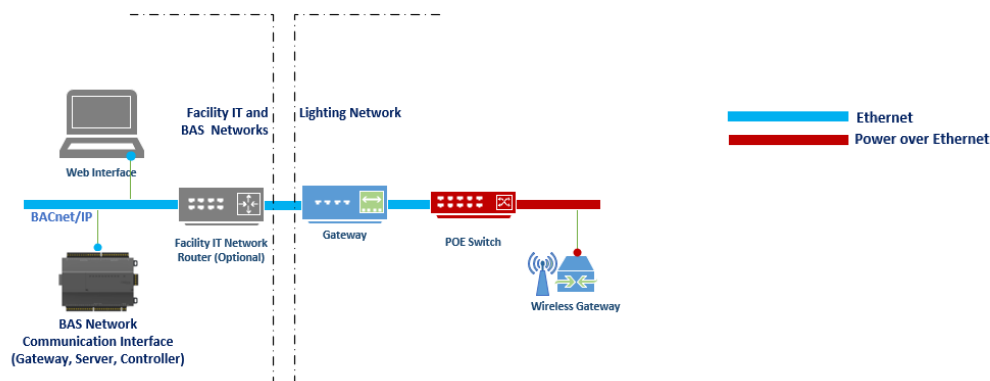 Facility IT and
BAS Networks
Lighting Network
Ethernet
Power over Ethernet
Web Interface
BACnet/IP
Facility IT Network
Router (Optional)
Gateway
POE Switch
Wireless Gateway
BAS Network
Communication Interface
(Gateway, Server, Controller)